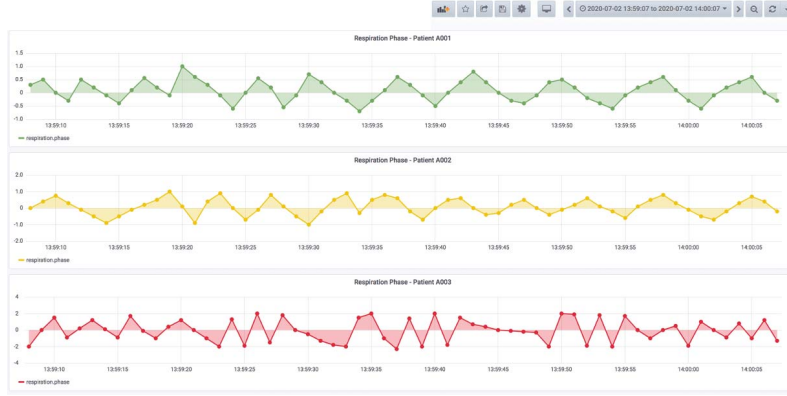 2020-07-02 13:59:07 to 2020-07-02 14:00:07
Respiration Phase - Patient A001
1.5
1.0
0.5
0
-0.5
-1.0
13:59:10 13:59:15 13:59:20 13:59:25 13:59:30 13:59:35 13:59:40 13:59:45 13:59:50 13:59:55 14:00:00 14:00:05
respiration.phase
Respiration Phase - Patient A002
2.0
1.0
0
-1.0
-2.0
13:59:10 13:59:15 13:59:20 13:59:25 13:59:30 13:59:35 13:59:40 13:59:45 13:59:50 13:59:55 14:00:00 14:00:05
respiration.phase
Respiration Phase - Patient A003
4
2
0
-2
-4
13:59:10 13:59:15 13:59:20 13:59:25 13:59:30 13:59:35 13:59:40 13:59:45 13:59:50 13:59:55 14:00:00 14:00:05
respiration.phase